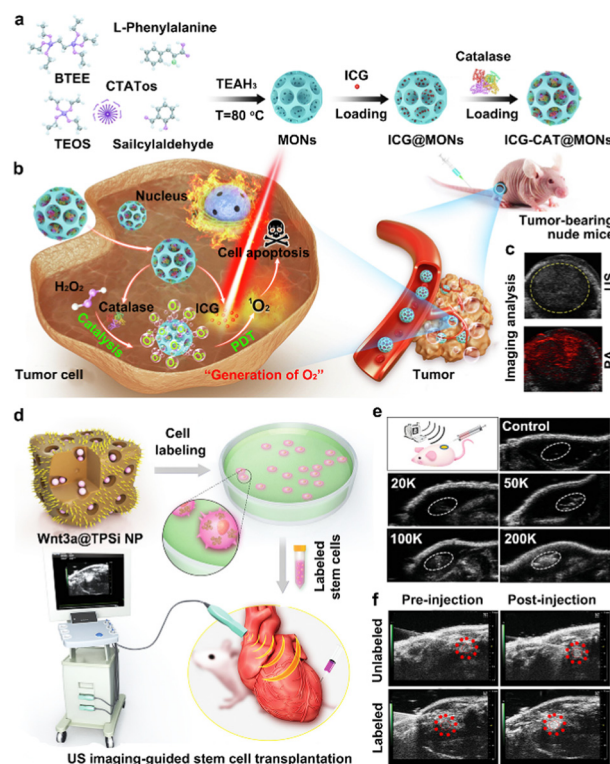 a
L-Phenylalanine
BTEE
CTATos
TEOS
Sailcylaldehyde
TEAH₃
T=80 °C
MONs
ICG
Loading
ICG@MONs
Catalase
Loading
ICG-CAT@MONs
b
Nucleus
Cell apoptosis
H₂O₂
Catalase
ICG
¹O₂
Catalysis
PDT
"Generation of O₂"
Tumor cell
Tumor
Tumor-bearing
nude mice
c
Imaging analysis
US
PA
d
Cell
labeling
Wnt3a@TPSi NP
Labeled
stem cells
US imaging-guided stem cell transplantation
e
Control
20K
50K
100K
200K
f
Pre-injection
Post-injection
Unlabeled
Labeled